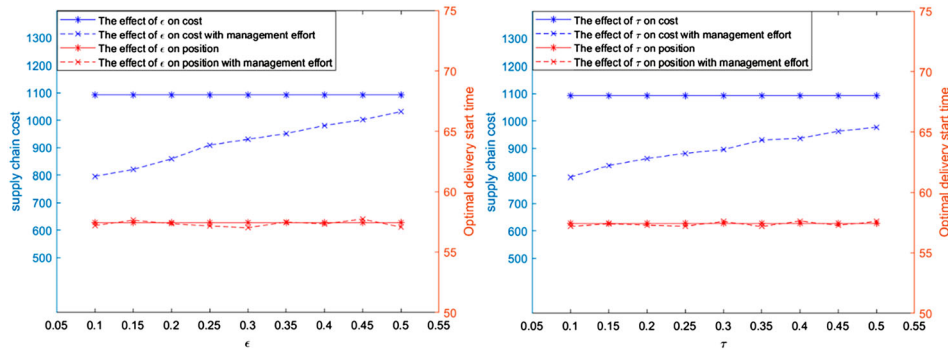 The effect of ϵ on cost
The effect of ϵ on cost with management effort
The effect of ϵ on position
The effect of ϵ on position with management effort
1300
1200
1100
1000
900
800
700
600
500
supply chain cost
75
70
65
60
55
50
Optimal delivery start time
0.05 0.1 0.15 0.2 0.25 0.3 0.35 0.4 0.45 0.5 0.55
ϵ
The effect of τ on cost
The effect of τ on cost with management effort
The effect of τ on position
The effect of τ on position with management effort
1300
1200
1100
1000
900
800
700
600
500
supply chain cost
75
70
65
60
55
50
Optimal delivery start time
0.05 0.1 0.15 0.2 0.25 0.3 0.35 0.4 0.45 0.5 0.55
τ